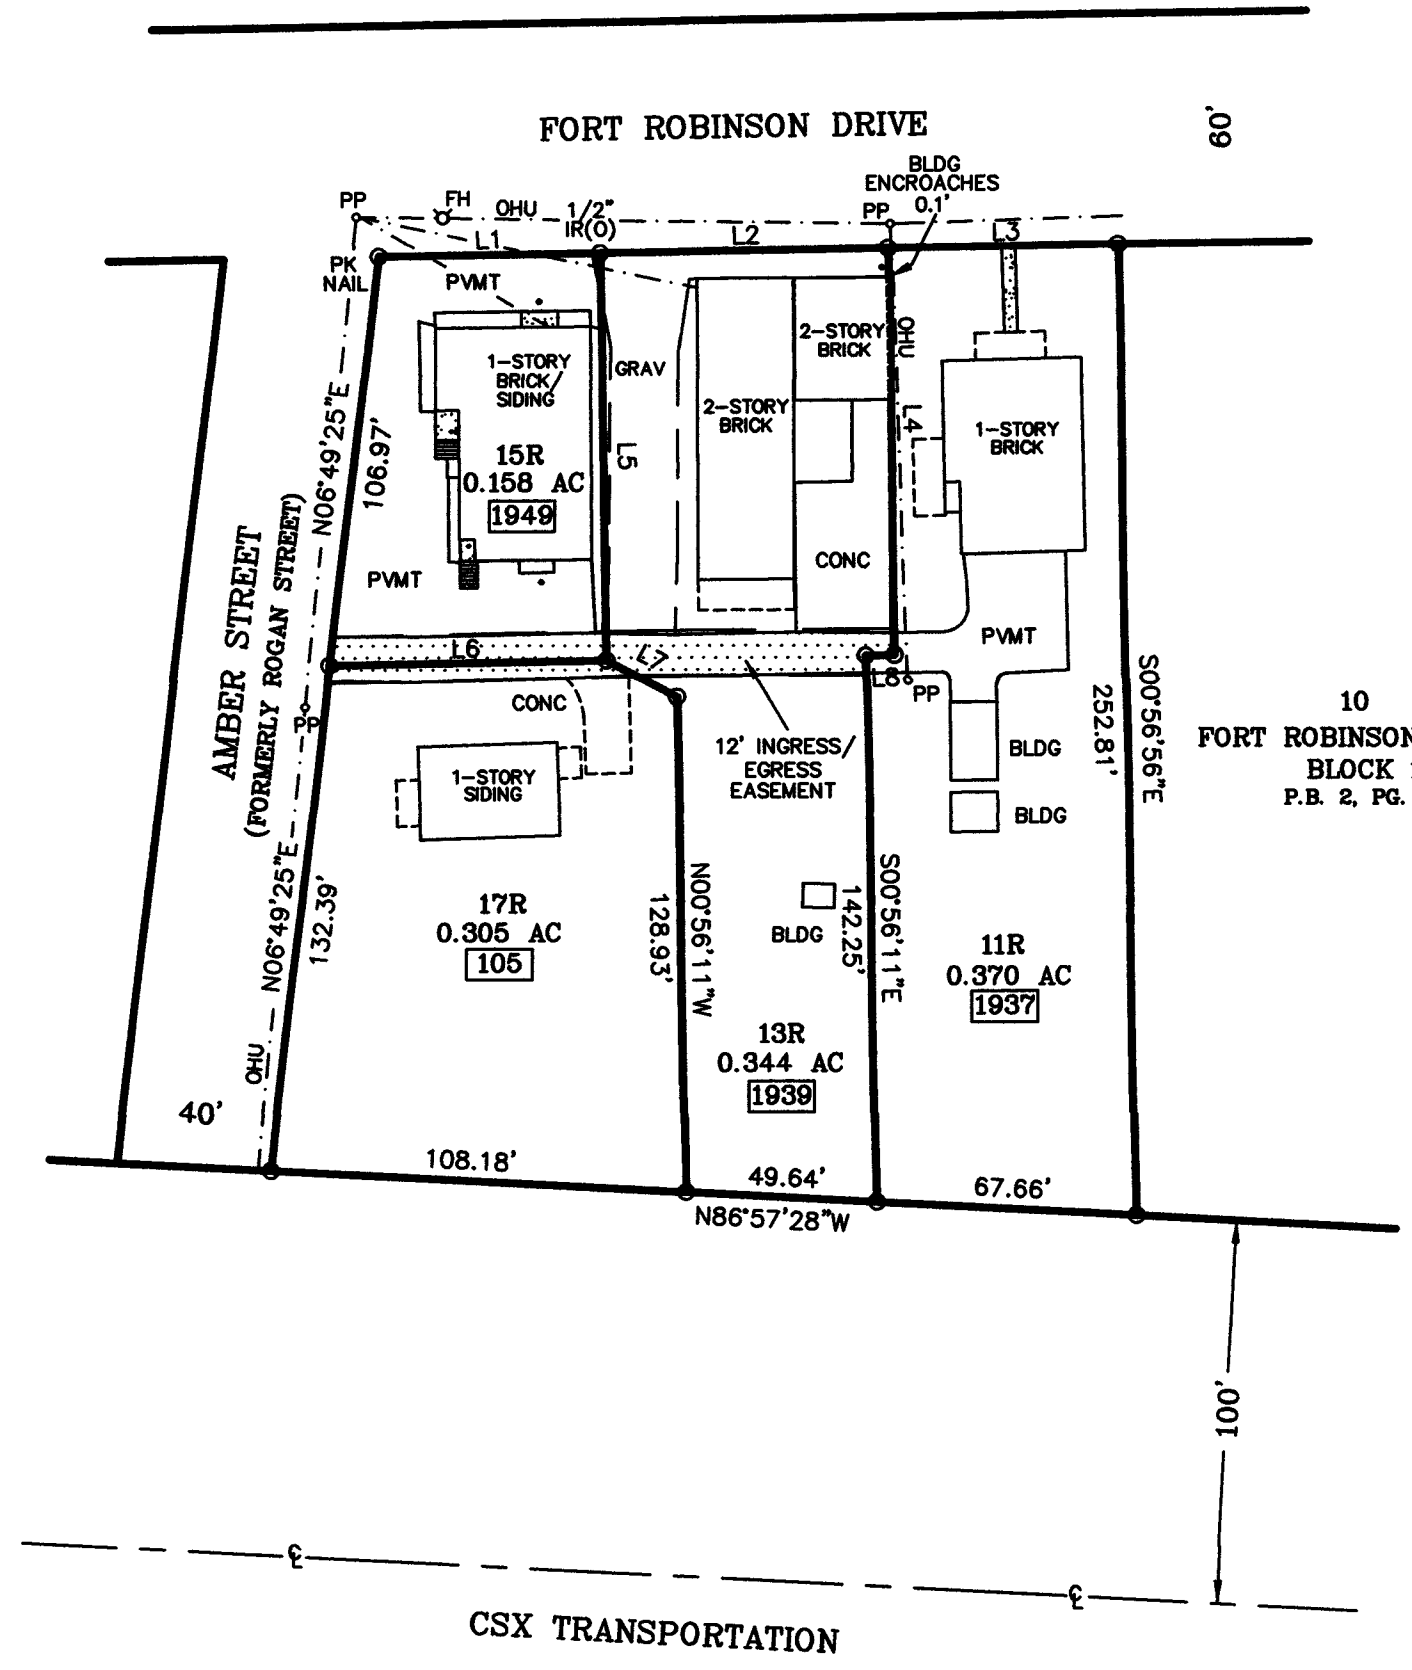 FORT ROBINSON DRIVE
60'
BLDG
ENCROACHES
0.1'
PP
FH
OHU
1/2"
IR(O)
PP
L1
L2
L3
PK
NAIL
PVMT
1-STORY
BRICK/
SIDING
GRAV
2-STORY
BRICK
2-STORY
BRICK
OHU
L4
1-STORY
BRICK
15R
0.158 AC
1949
L5
N06°49'25"E
106.97'
PVMT
CONC
PVMT
AMBER STREET
(FORMERLY ROGAN STREET)
L6
L7
L8
PP
PP
CONC
12' INGRESS/
EGRESS
EASEMENT
1-STORY
SIDING
BLDG
BLDG
S00°56'56"E
252.81'
10
FORT ROBINSON
BLOCK
P.B. 2, PG.
N06°49'25"E
132.39'
17R
0.305 AC
105
N00°56'11"W
128.93'
BLDG
S00°56'11"E
142.25'
11R
0.370 AC
1937
13R
0.344 AC
1939
OHU
40'
108.18'
49.64'
67.66'
N86°57'28"W
100'
CSX TRANSPORTATION